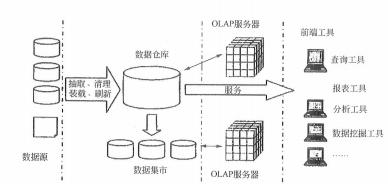 OLAP服务器
前端工具
数据仓库
查询工具
抽取、清理
装载、刷新
服务
报表工具
分析工具
数据挖掘工具
……
数据源
数据集市
OLAP服务器